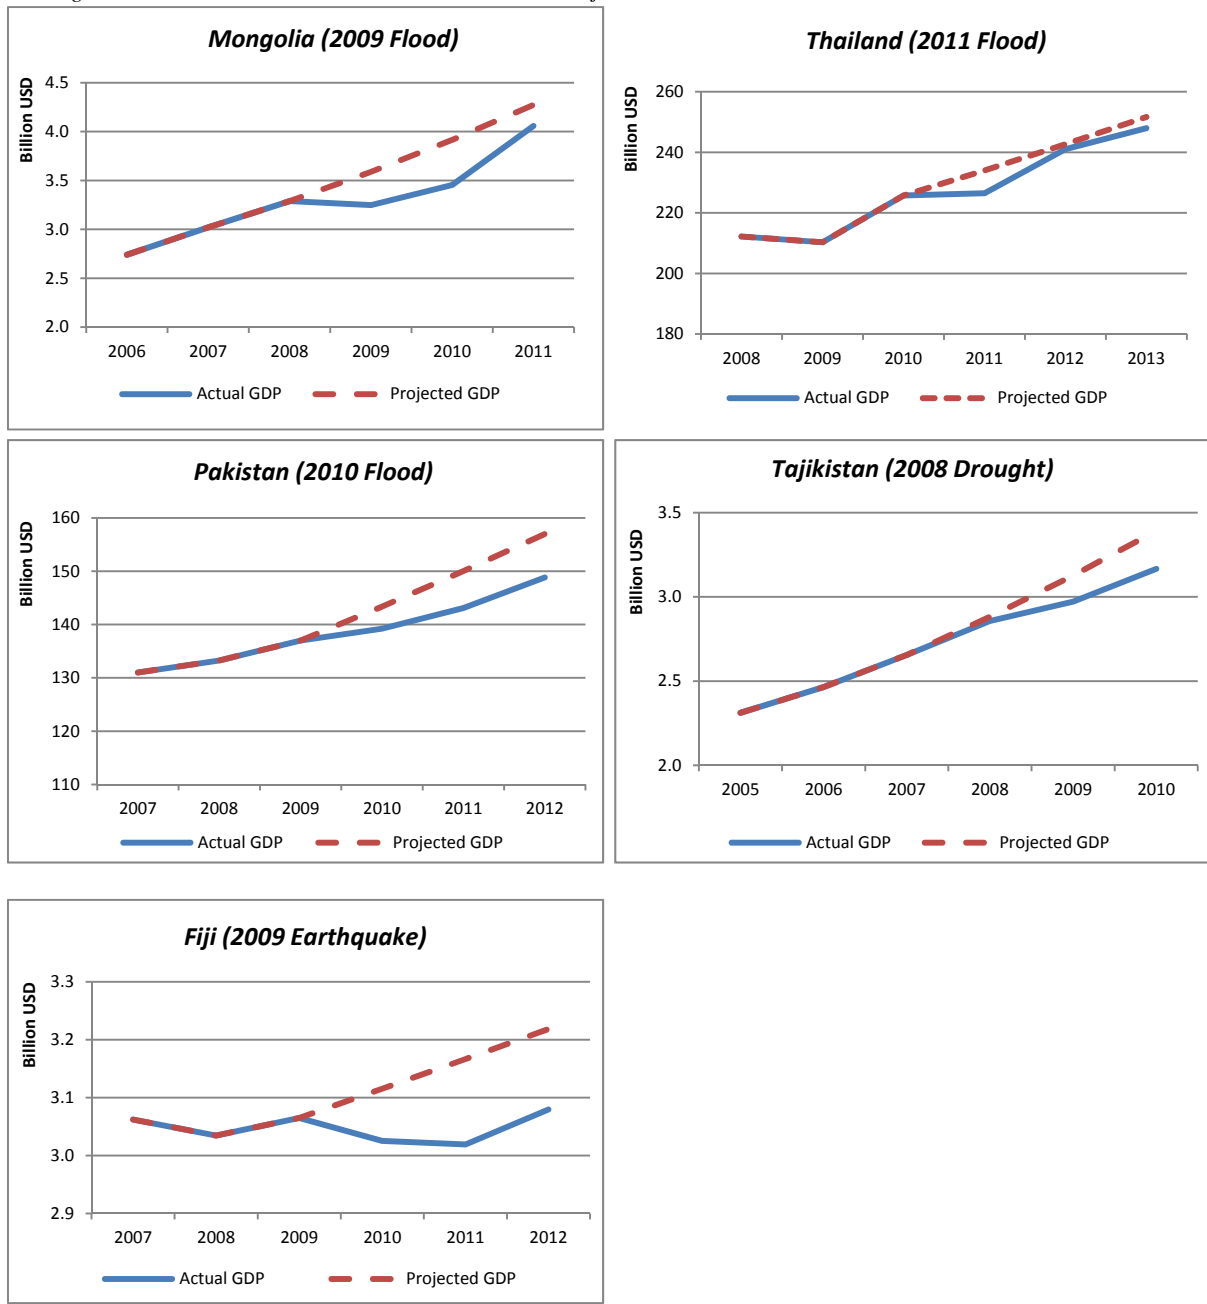 Mongolia (2009 Flood)
Billion USD
4.5
4.0
3.5
3.0
2.5
2.0
2006 2007 2008 2009 2010 2011
Actual GDP Projected GDP
Thailand (2011 Flood)
Billion USD
260
240
220
200
180
2008 2009 2010 2011 2012 2013
Actual GDP Projected GDP
Pakistan (2010 Flood)
Billion USD
160
150
140
130
120
110
2007 2008 2009 2010 2011 2012
Actual GDP Projected GDP
Tajikistan (2008 Drought)
Billion USD
3.5
3.0
2.5
2.0
2005 2006 2007 2008 2009 2010
Actual GDP Projected GDP
Fiji (2009 Earthquake)
Billion USD
3.3
3.2
3.1
3.0
2.9
2007 2008 2009 2010 2011 2012
Actual GDP Projected GDP